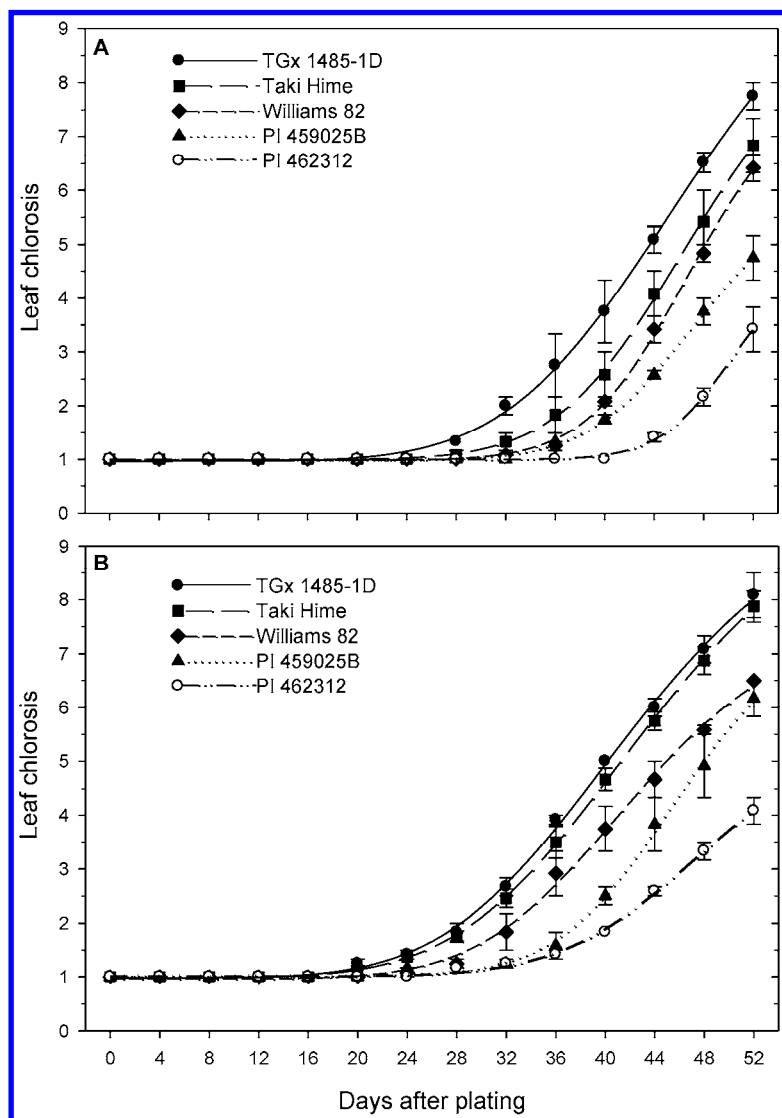 A
TGx 1485-1D
Taki Hime
Williams 82
PI 459025B
PI 462312
Leaf chlorosis
9
8
7
6
5
4
3
2
1
0
B
TGx 1485-1D
Taki Hime
Williams 82
PI 459025B
PI 462312
Leaf chlorosis
9
8
7
6
5
4
3
2
1
0
0 4 8 12 16 20 24 28 32 36 40 44 48 52
Days after plating